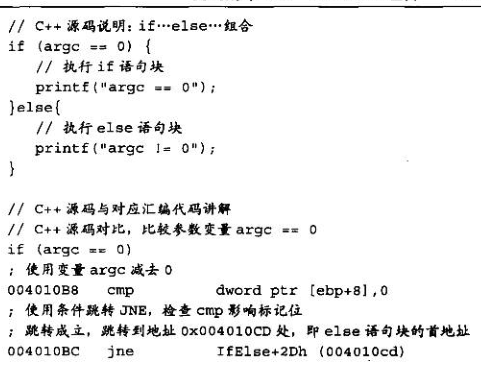 // C++ 源码说明：if…else…组合
if (argc == 0) {
// 执行 if 语句块
printf("argc == 0");
}else{
// 执行 else 语句块
printf("argc != 0");
}
// C++ 源码与对应汇编代码讲解
// C++ 源码对比，比较参数变量 argc == 0
if (argc == 0)
; 使用变量 argc 减去 0
004010B8 cmp dword ptr [ebp+8],0
; 使用条件跳转 JNE，检查 cmp 影响标记位
; 跳转成立，跳转到地址 0x004010CD 处，即 else 语句块的首地址
004010BC jne IfElse+2Dh (004010cd)